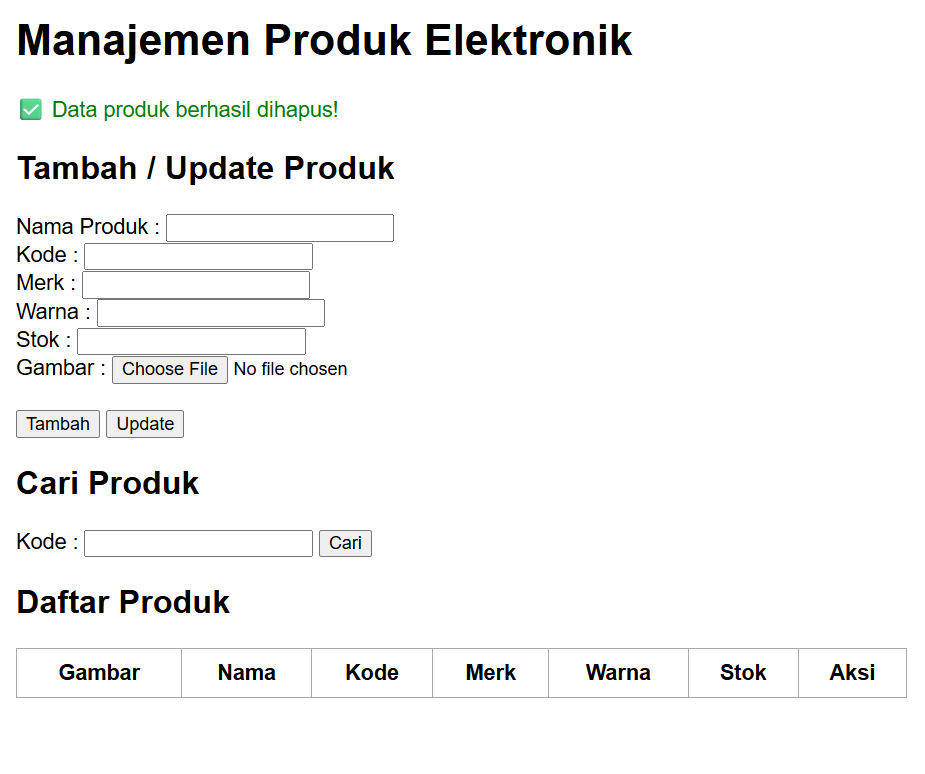 Manajemen Produk Elektronik
✅ Data produk berhasil dihapus!
Tambah / Update Produk
Nama Produk :
Kode :
Merk :
Warna :
Stok :
Gambar : Choose File No file chosen
Tambah Update
Cari Produk
Kode : Cari
Daftar Produk
Gambar Nama Kode Merk Warna Stok Aksi